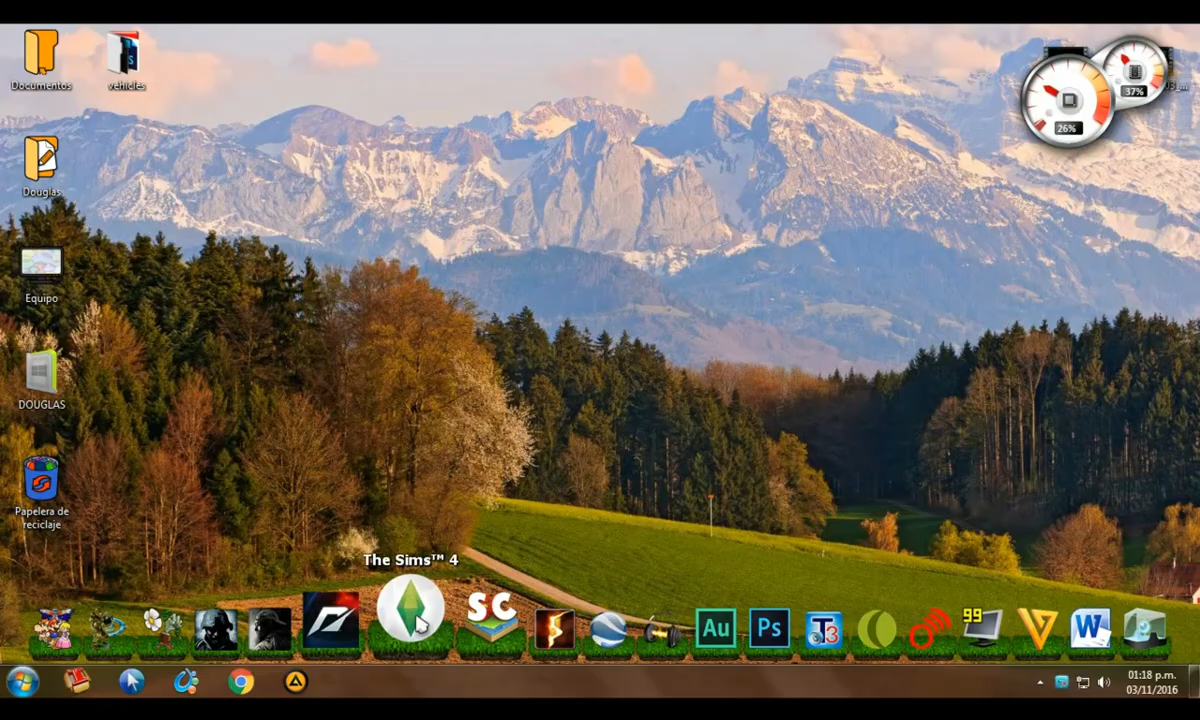 Documentos
vehicles
Douglas
Equipo
DOUGLAS
Papelera de
reciclaje
37%
26%
The Sims™ 4
SC
Au
Ps
T3
99
W
01:18 p.m.
03/11/2016